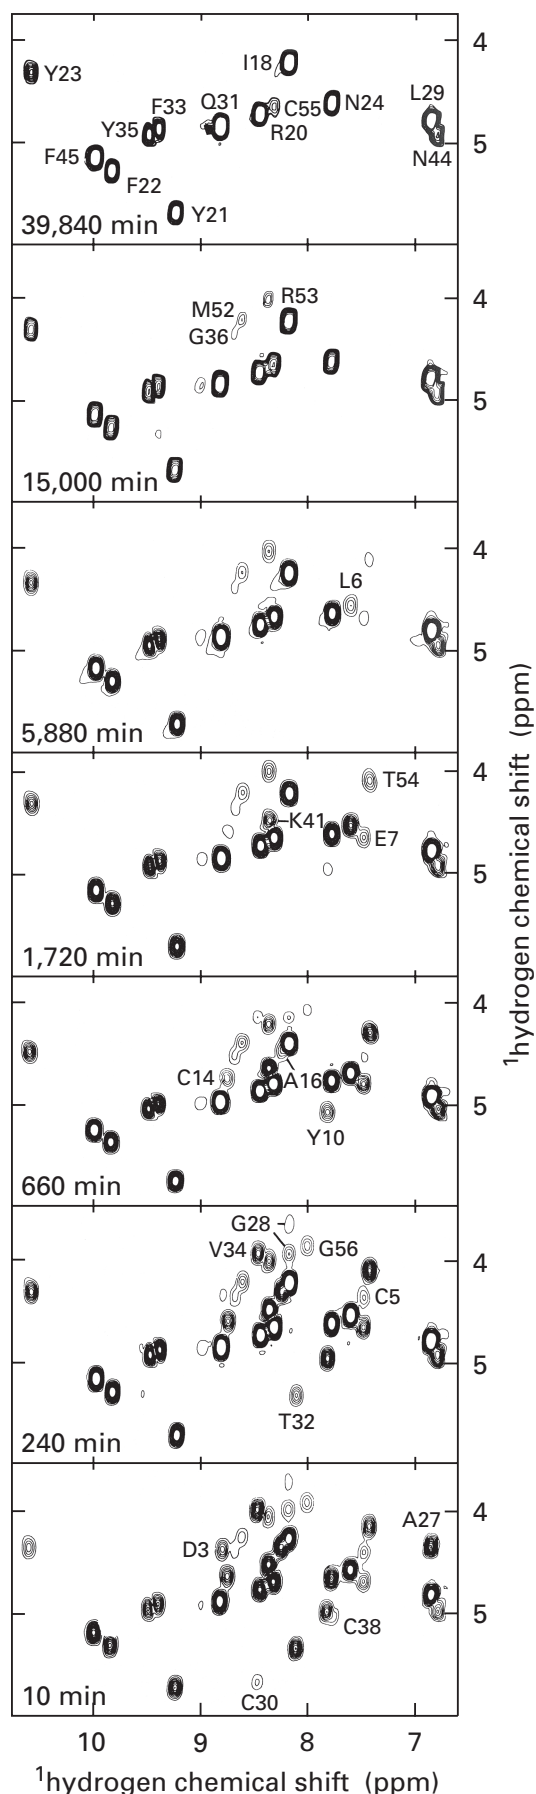 4
I18
Y23
C55
N24
L29
Q31
F33
R20
Y35
5
N44
F45
F22
Y21
39,840 min
4
R53
M52
G36
5
15,000 min
4
L6
5
5,880 min
4
T54
K41
E7
5
1,720 min
4
C14
A16
5
Y10
660 min
G28
V34
G56
4
C5
5
T32
240 min
4
A27
D3
5
C38
10 min
C30
10 9 8 7
1hydrogen chemical shift (ppm)
1hydrogen chemical shift (ppm)